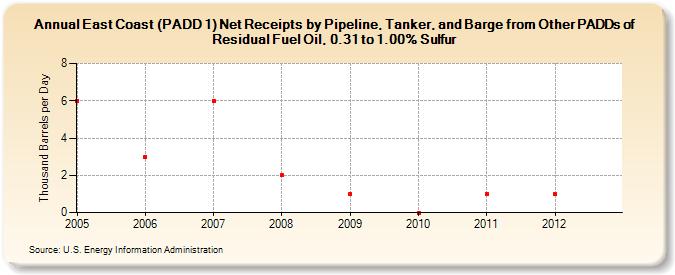 Annual East Coast (PADD 1) Net Receipts by Pipeline, Tanker, and Barge from Other PADDs of
Residual Fuel Oil, 0.31 to 1.00% Sulfur
Thousand Barrels per Day
8
6
4
2
0
2005 2006 2007 2008 2009 2010 2011 2012
Source: U.S. Energy Information Administration